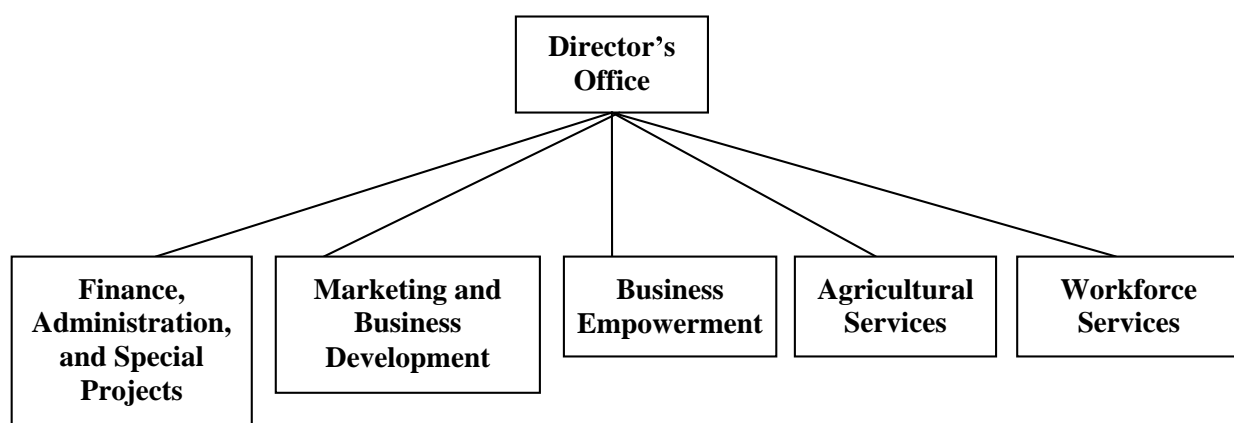 Director’s
Office
Finance,
Administration,
and Special
Projects
Marketing and
Business
Development
Business
Empowerment
Agricultural
Services
Workforce
Services